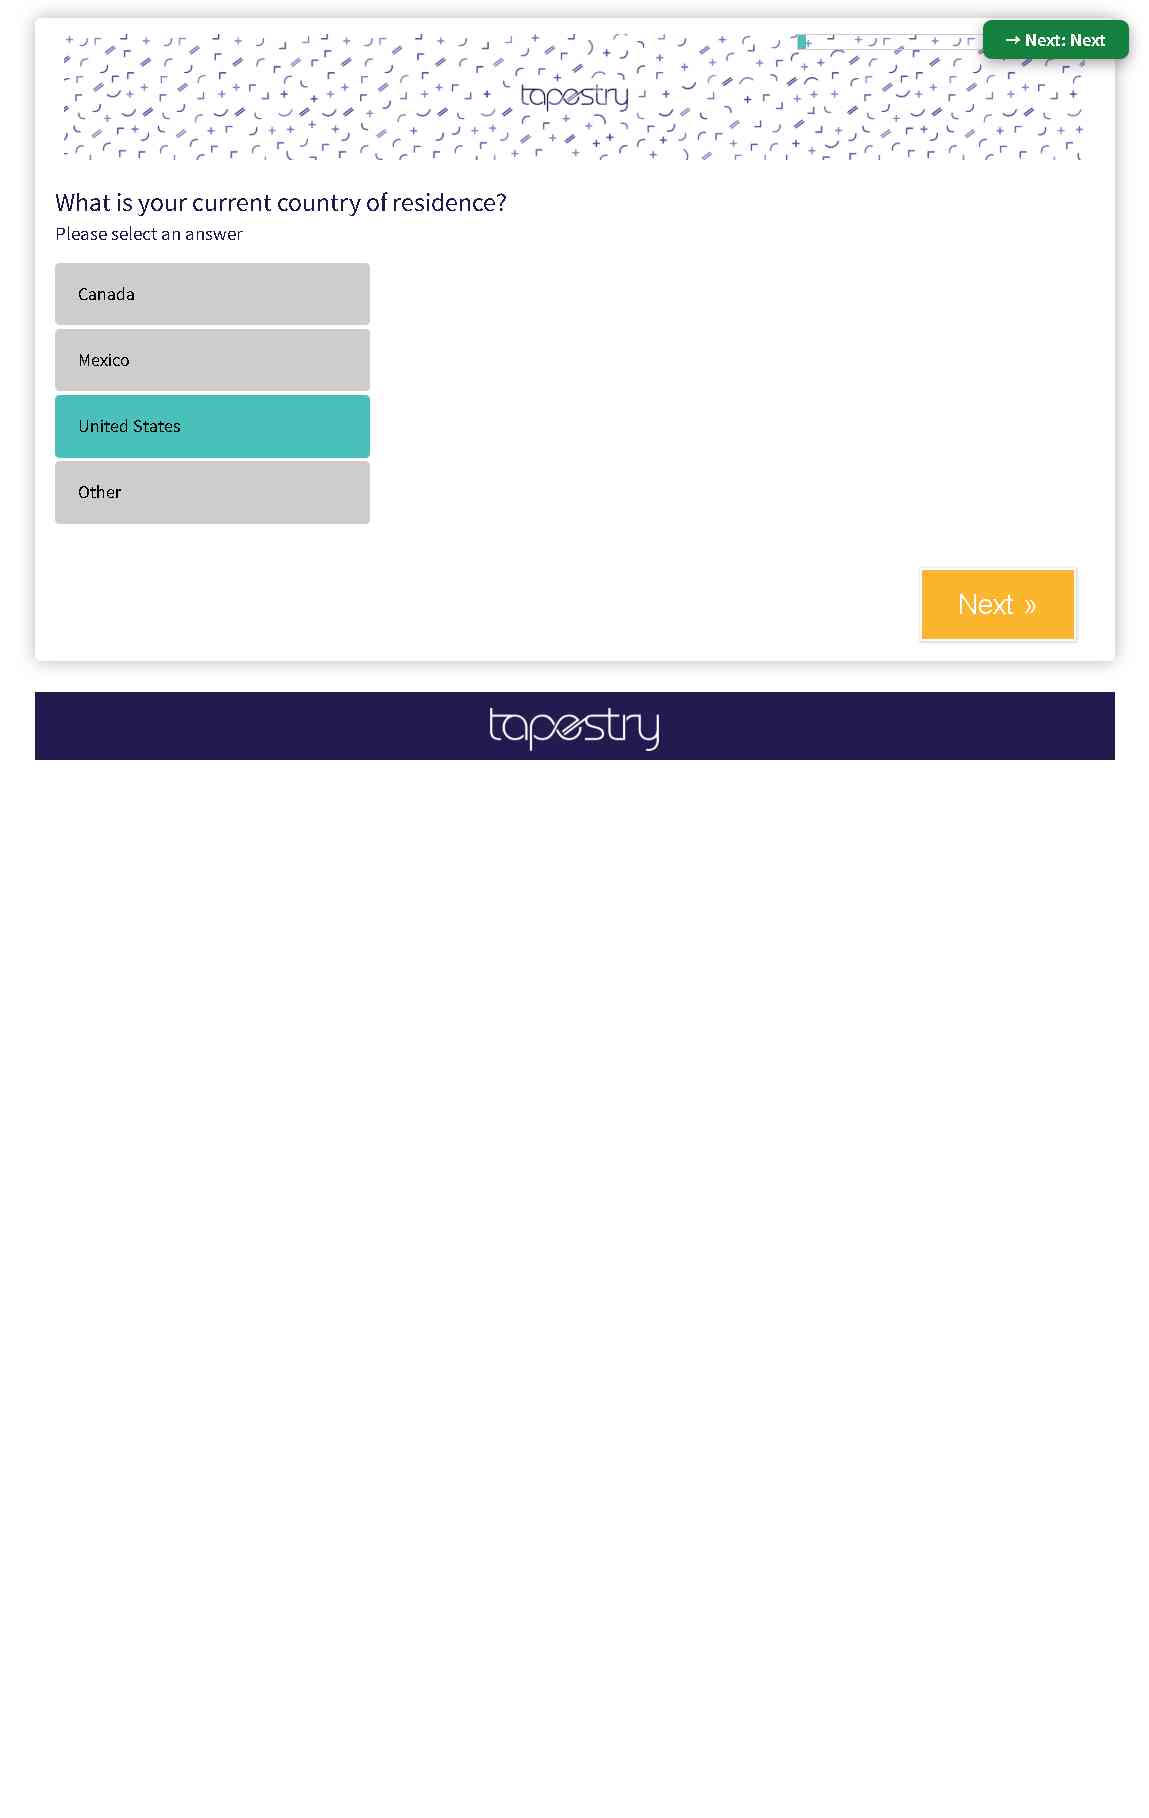 → Next: Next
tapestry
What is your current country of residence?
Please select an answer
Canada
Mexico
United States
Other
Next »
tapestry